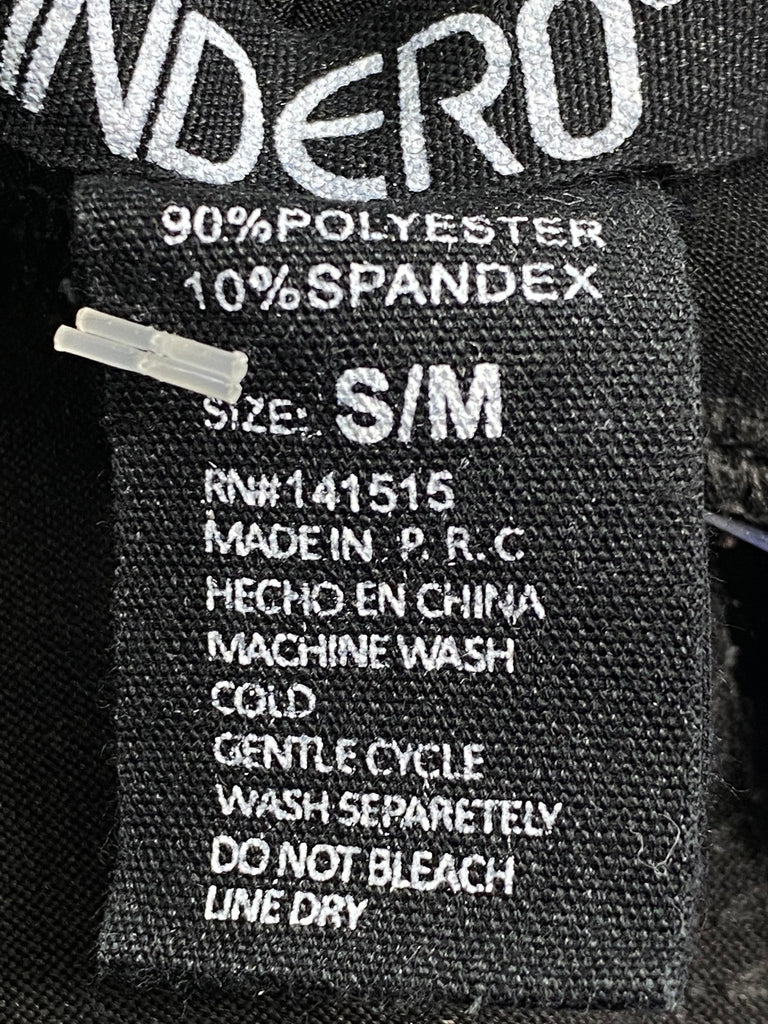 NDERO
90%POLYESTER
10%SPANDEX
SIZE: S/M
RN#141515
MADE IN P.R.C
HECHO EN CHINA
MACHINE WASH
COLD
GENTLE CYCLE
WASH SEPARETELY
DO NOT BLEACH
LINE DRY